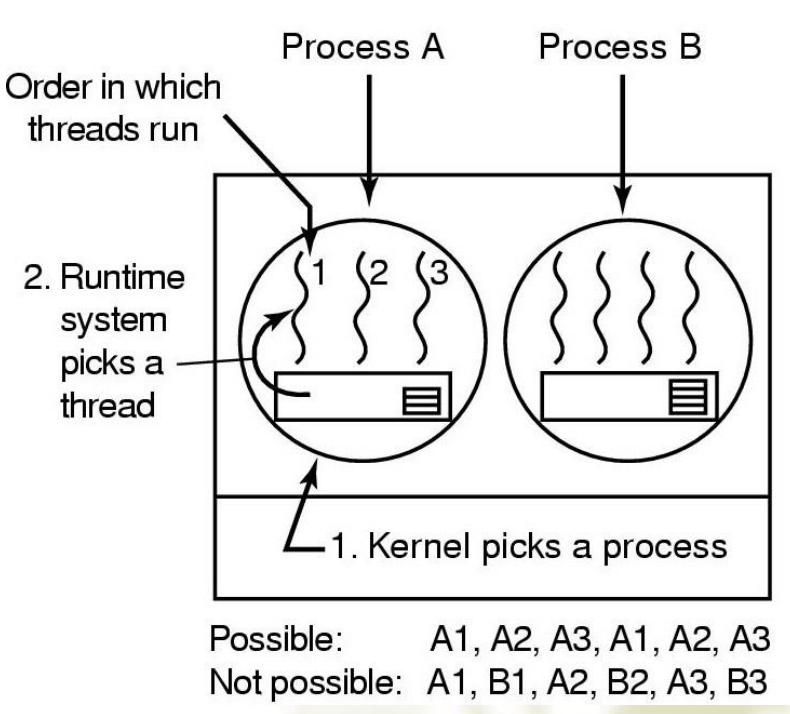 Process A
Process B
Order in which
threads run
1
2
3
2. Runtime
system
picks a
thread
1. Kernel picks a process
Possible: A1, A2, A3, A1, A2, A3
Not possible: A1, B1, A2, B2, A3, B3